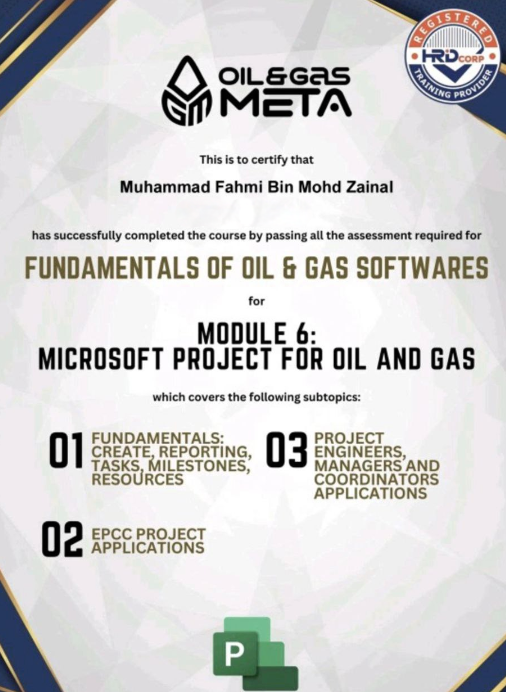 REGISTERED
HRD CORP
TRAINING PROVIDER
OIL & GAS
META
This is to certify that
Muhammad Fahmi Bin Mohd Zainal
has successfully completed the course by passing all the assessment required for
FUNDAMENTALS OF OIL & GAS SOFTWARES
for
MODULE 6:
MICROSOFT PROJECT FOR OIL AND GAS
which covers the following subtopics:
01 FUNDAMENTALS:
CREATE, REPORTING,
TASKS, MILESTONES,
RESOURCES
03 PROJECT
ENGINEERS,
MANAGERS AND
COORDINATORS
APPLICATIONS
02 EPCC PROJECT
APPLICATIONS
P